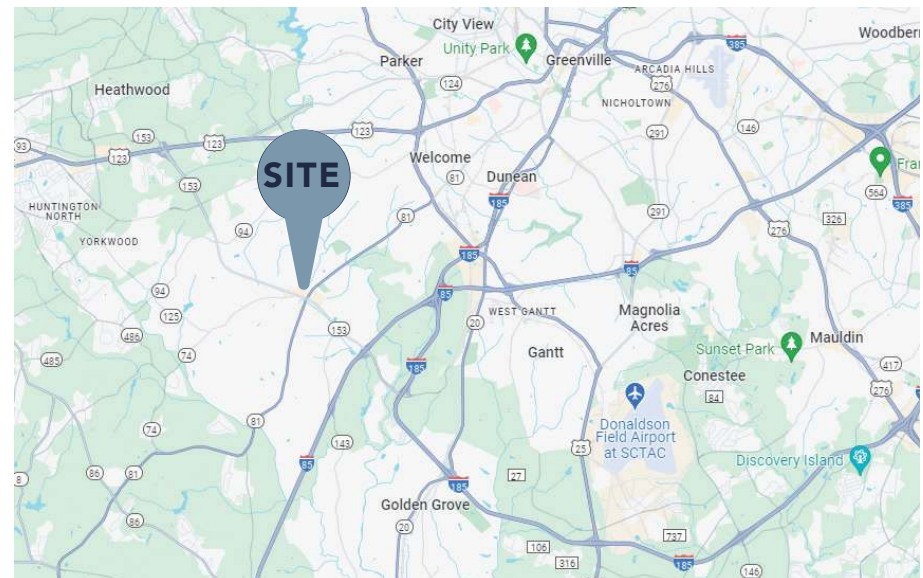 City View
Unity Park
Woodber
385
Parker
Greenville
ARCADIA HILLS
276
124
Heathwood
NICHOLTOWN
153
123
146
93
123
123
291
SITE
Welcome
153
81
Dunean
Fran
185
564
HUNTINGTON
NORTH
385
81
291
326
94
276
YORKWOOD
185
85
94
85
WEST GANTT
Magnolia
Acres
125
153
20
486
Sunset Park
Mauldin
74
Gantt
485
417
185
Conestee
276
84
Donaldson
Field Airport
at SCTAC
81
74
143
25
85
Discovery Island
86
81
27
8
185
Golden Grove
86
20
737
106
316
185
146